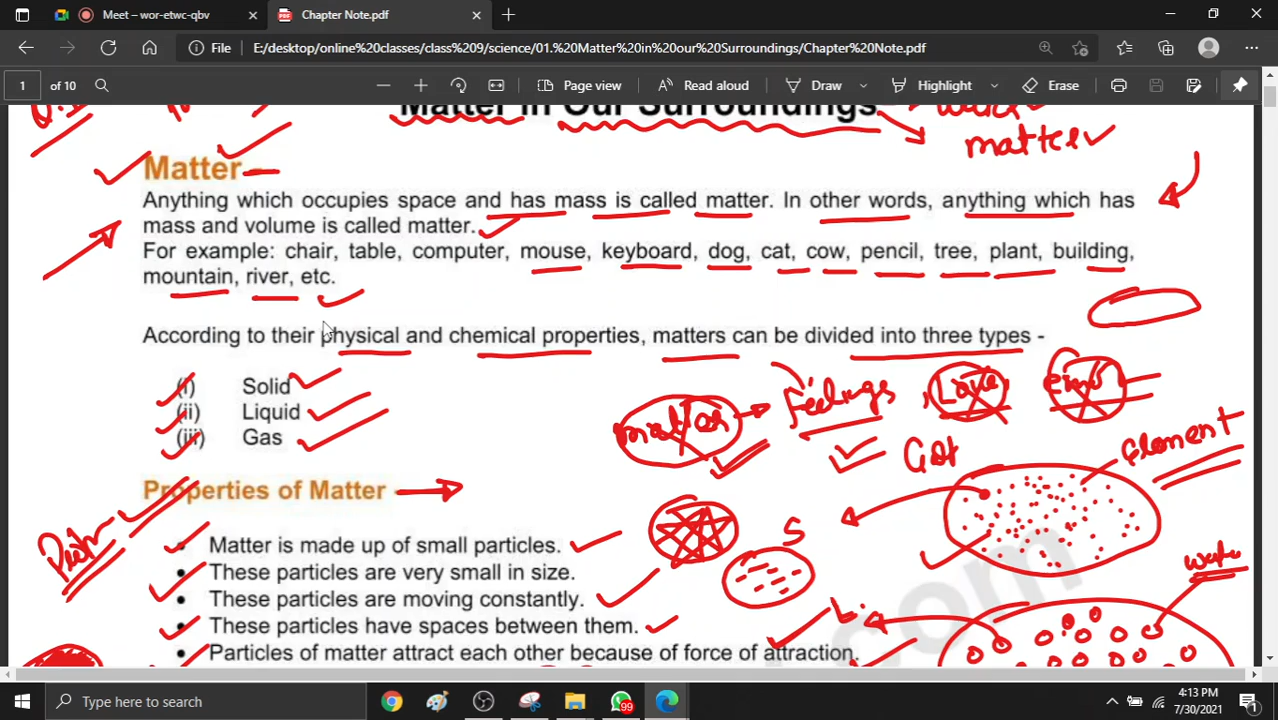 Meet – wor-etwc-qbv
Chapter Note.pdf
File
E:/desktop/online%20classes/class%209/science/01.%20Matter%20in%20our%20Surroundings/Chapter%20Note.pdf
1 of 10
Page view
Read aloud
Draw
Highlight
Erase
Matter in Our Surroundings
matter
Matter
Anything which occupies space and has mass is called matter. In other words, anything which has
mass and volume is called matter.
For example: chair, table, computer, mouse, keyboard, dog, cat, cow, pencil, tree, plant, building,
mountain, river, etc.
According to their physical and chemical properties, matters can be divided into three types -
(i) Solid
(ii) Liquid
(iii) Gas
matter
Feelings
Love
Element
Properties of Matter
S
Matter is made up of small particles.
These particles are very small in size.
These particles are moving constantly.
These particles have spaces between them.
Particles of matter attract each other because of force of attraction.
com
Type here to search
99
4:13 PM
7/30/2021
1